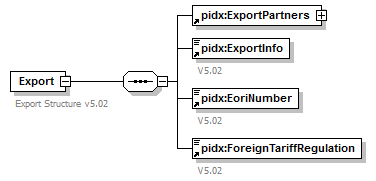 pidx:ExportPartners
pidx:ExportInfo
V5.02
Export
Export Structure v5.02
pidx:EoriNumber
V5.02
pidx:ForeignTariffRegulation
V5.02